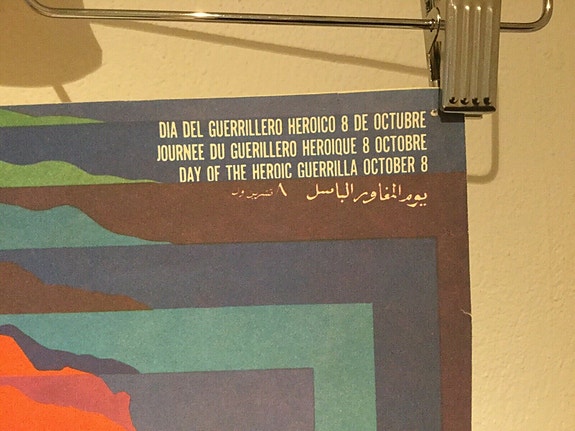 DIA DEL GUERRILLERO HEROICO 8 DE OCTUBRE
JOURNEE DU GUERILLERO HEROIQUE 8 OCTOBRE
DAY OF THE HEROIC GUERRILLA OCTOBER 8
يوم المغاور الباسل ٨ تشرين ول